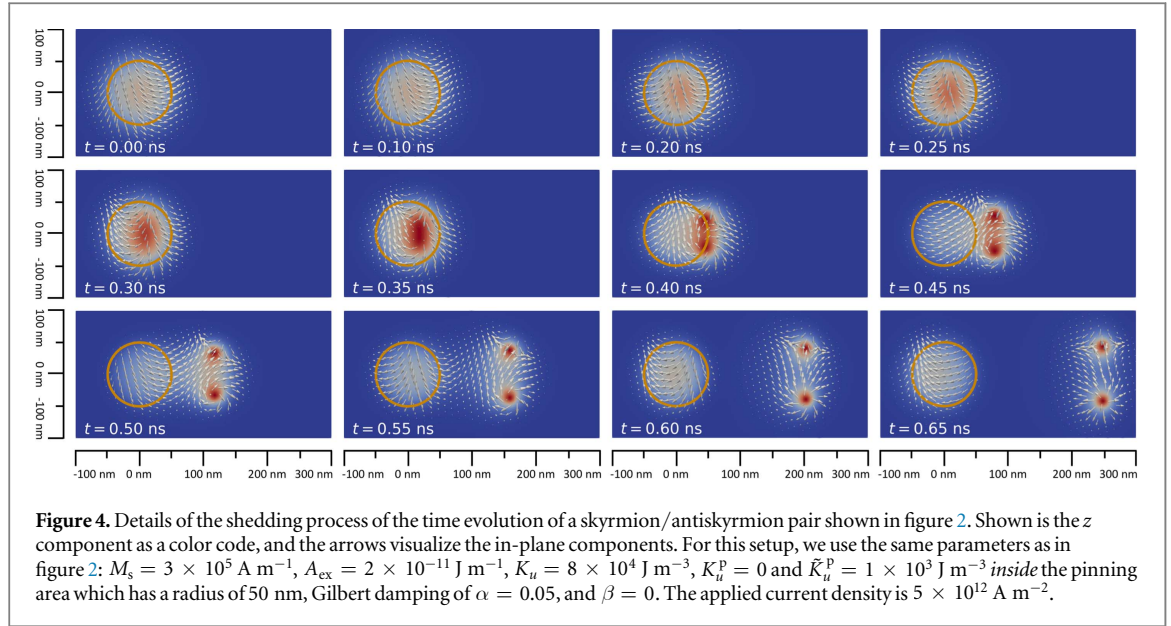 100 nm
0 nm
-100 nm
t = 0.00 ns
t = 0.10 ns
t = 0.20 ns
t = 0.25 ns
100 nm
0 nm
-100 nm
t = 0.30 ns
t = 0.35 ns
t = 0.40 ns
t = 0.45 ns
100 nm
0 nm
-100 nm
t = 0.50 ns
t = 0.55 ns
t = 0.60 ns
t = 0.65 ns
-100 nm 0 nm 100 nm 200 nm 300 nm
-100 nm 0 nm 100 nm 200 nm 300 nm
-100 nm 0 nm 100 nm 200 nm 300 nm
-100 nm 0 nm 100 nm 200 nm 300 nm
Figure 4. Details of the shedding process of the time evolution of a skyrmion/antiskyrmion pair shown in figure 2. Shown is the z
component as a color code, and the arrows visualize the in-plane components. For this setup, we use the same parameters as in
figure 2: Mₛ = 3 × 10⁵ A m⁻¹, Aₑₓ = 2 × 10⁻¹¹ J m⁻¹, Kᵤ = 8 × 10⁴ J m⁻³, Kᵤᵖ = 0 and K̃ᵤᵖ = 1 × 10³ J m⁻³ inside the pinning
area which has a radius of 50 nm, Gilbert damping of α = 0.05, and β = 0. The applied current density is 5 × 10¹² A m⁻².